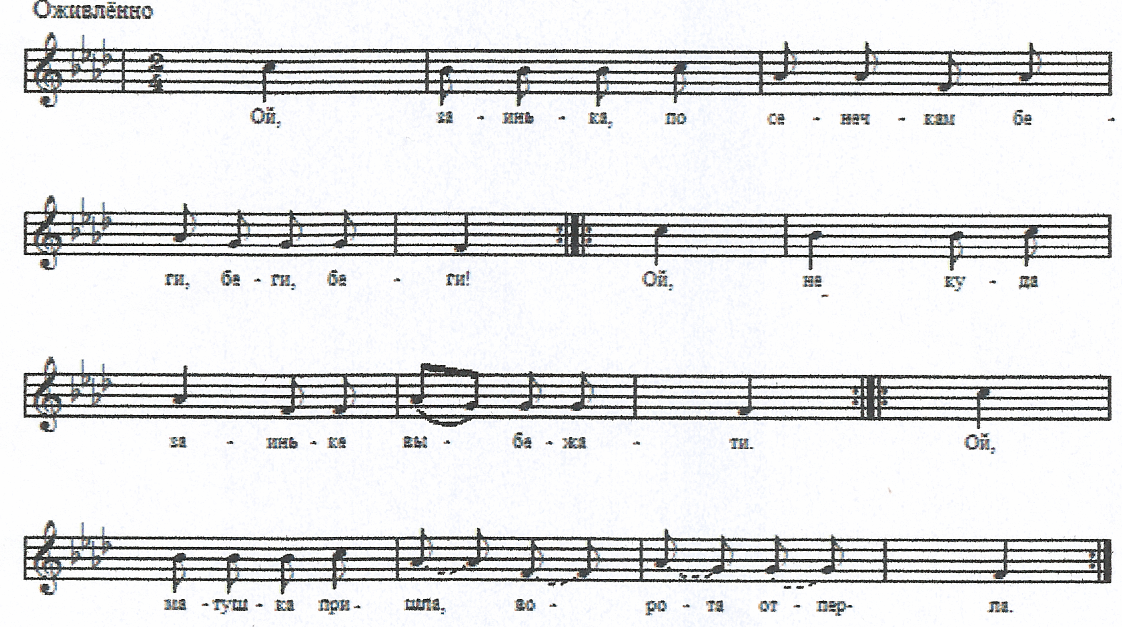 Оживлённо
2
4
Ой, за -инь - ка, по се - неч - кам бе -
ги, бе - ги, бе - ги! Ой, не - ку - да
за - инь - ке вы - бе - жа - ти. Ой,
ма - туш - ка при - шла, во - ро - та от - пер- ла.